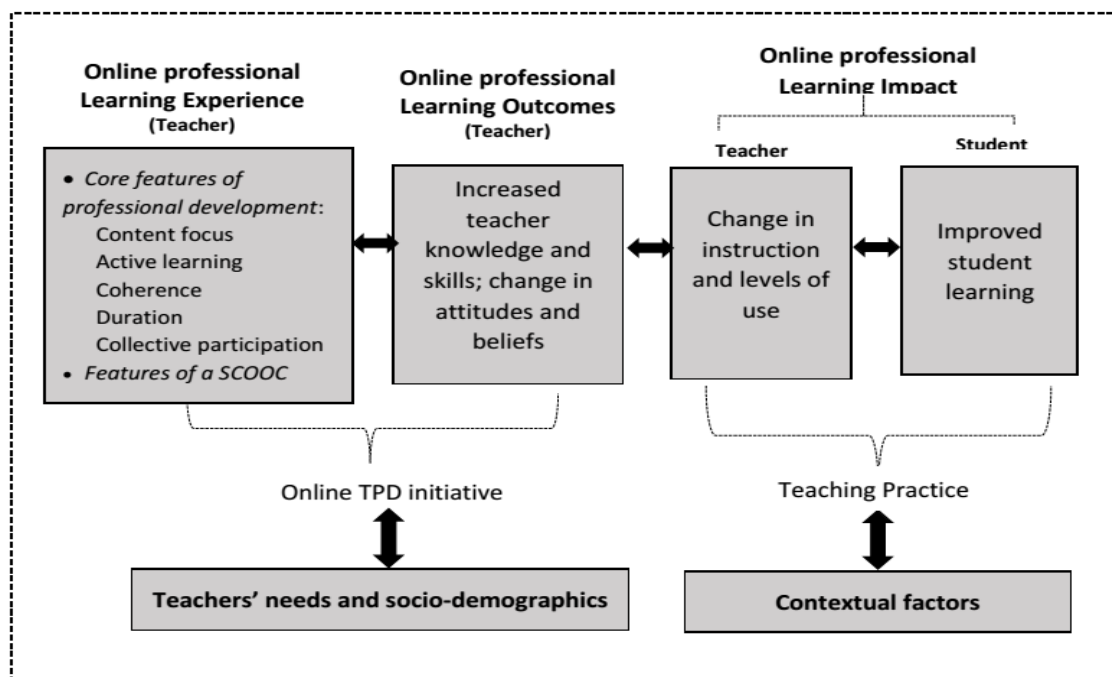 Online professional
Learning Experience
(Teacher)
• Core features of
professional development:
Content focus
Active learning
Coherence
Duration
Collective participation
• Features of a SCOOC
Online professional
Learning Outcomes
(Teacher)
Increased
teacher
knowledge and
skills; change in
attitudes and
beliefs
Online professional
Learning Impact
Teacher
Change in
instruction
and levels of
use
Student
Improved
student
learning
Online TPD initiative
Teaching Practice
Teachers’ needs and socio-demographics
Contextual factors